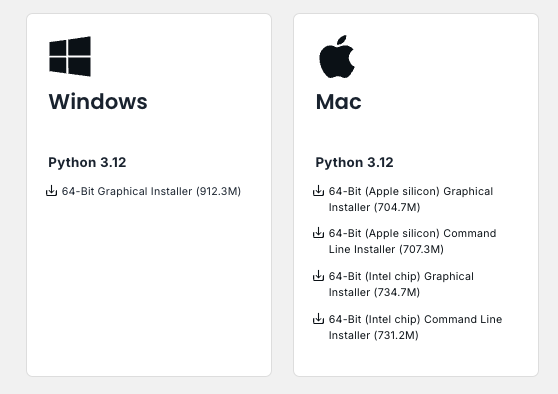 Windows
Python 3.12
64-Bit Graphical Installer (912.3M)
Mac
Python 3.12
64-Bit (Apple silicon) Graphical
Installer (704.7M)
64-Bit (Apple silicon) Command
Line Installer (707.3M)
64-Bit (Intel chip) Graphical
Installer (734.7M)
64-Bit (Intel chip) Command Line
Installer (731.2M)